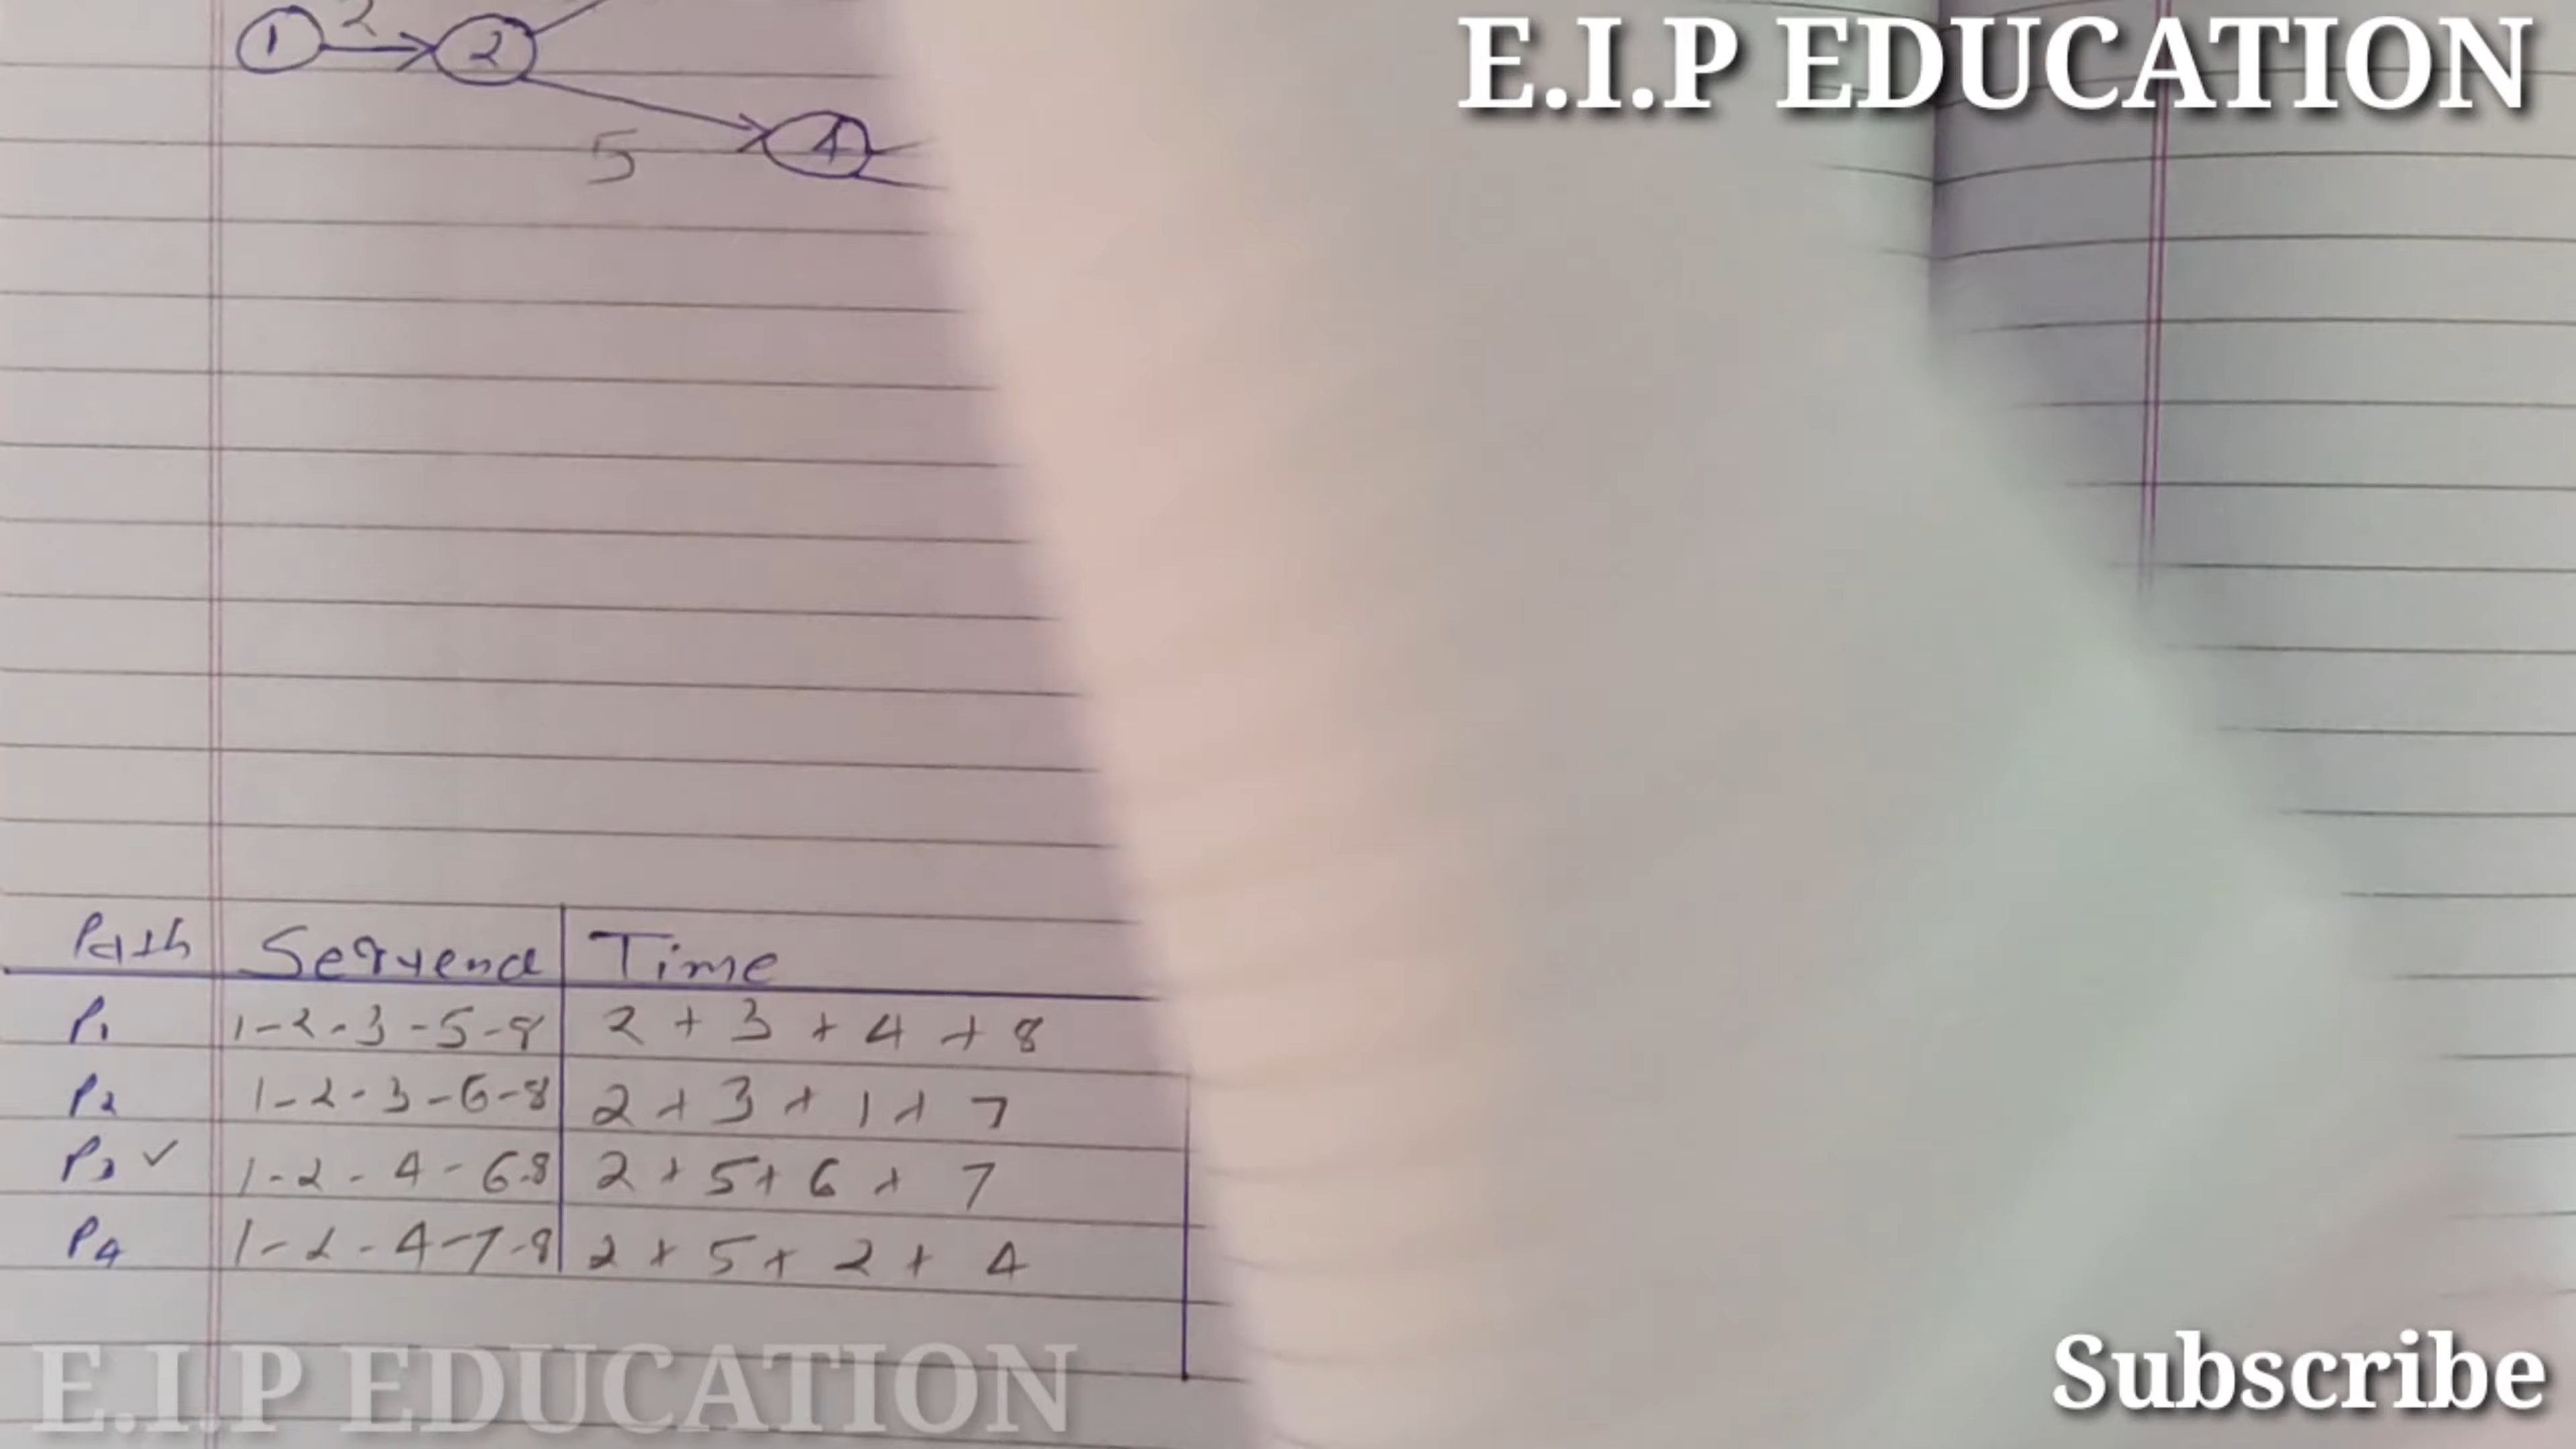 E.I.P EDUCATION
1 2 2
5 4
Path Sequence Time
P1 1-2-3-5-8 2 + 3 + 4 + 8
P2 1-2-3-6-8 2 + 3 + 1 + 7
P3 ✓ 1-2-4-6-8 2 + 5 + 6 + 7
P4 1-2-4-7-8 2 + 5 + 2 + 4
E.I.P EDUCATION
Subscribe